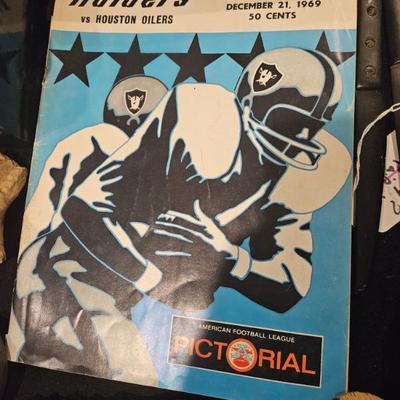 Raiders
vs HOUSTON OILERS
DECEMBER 21, 1969
50 CENTS
AMERICAN FOOTBALL LEAGUE
PICTORIAL